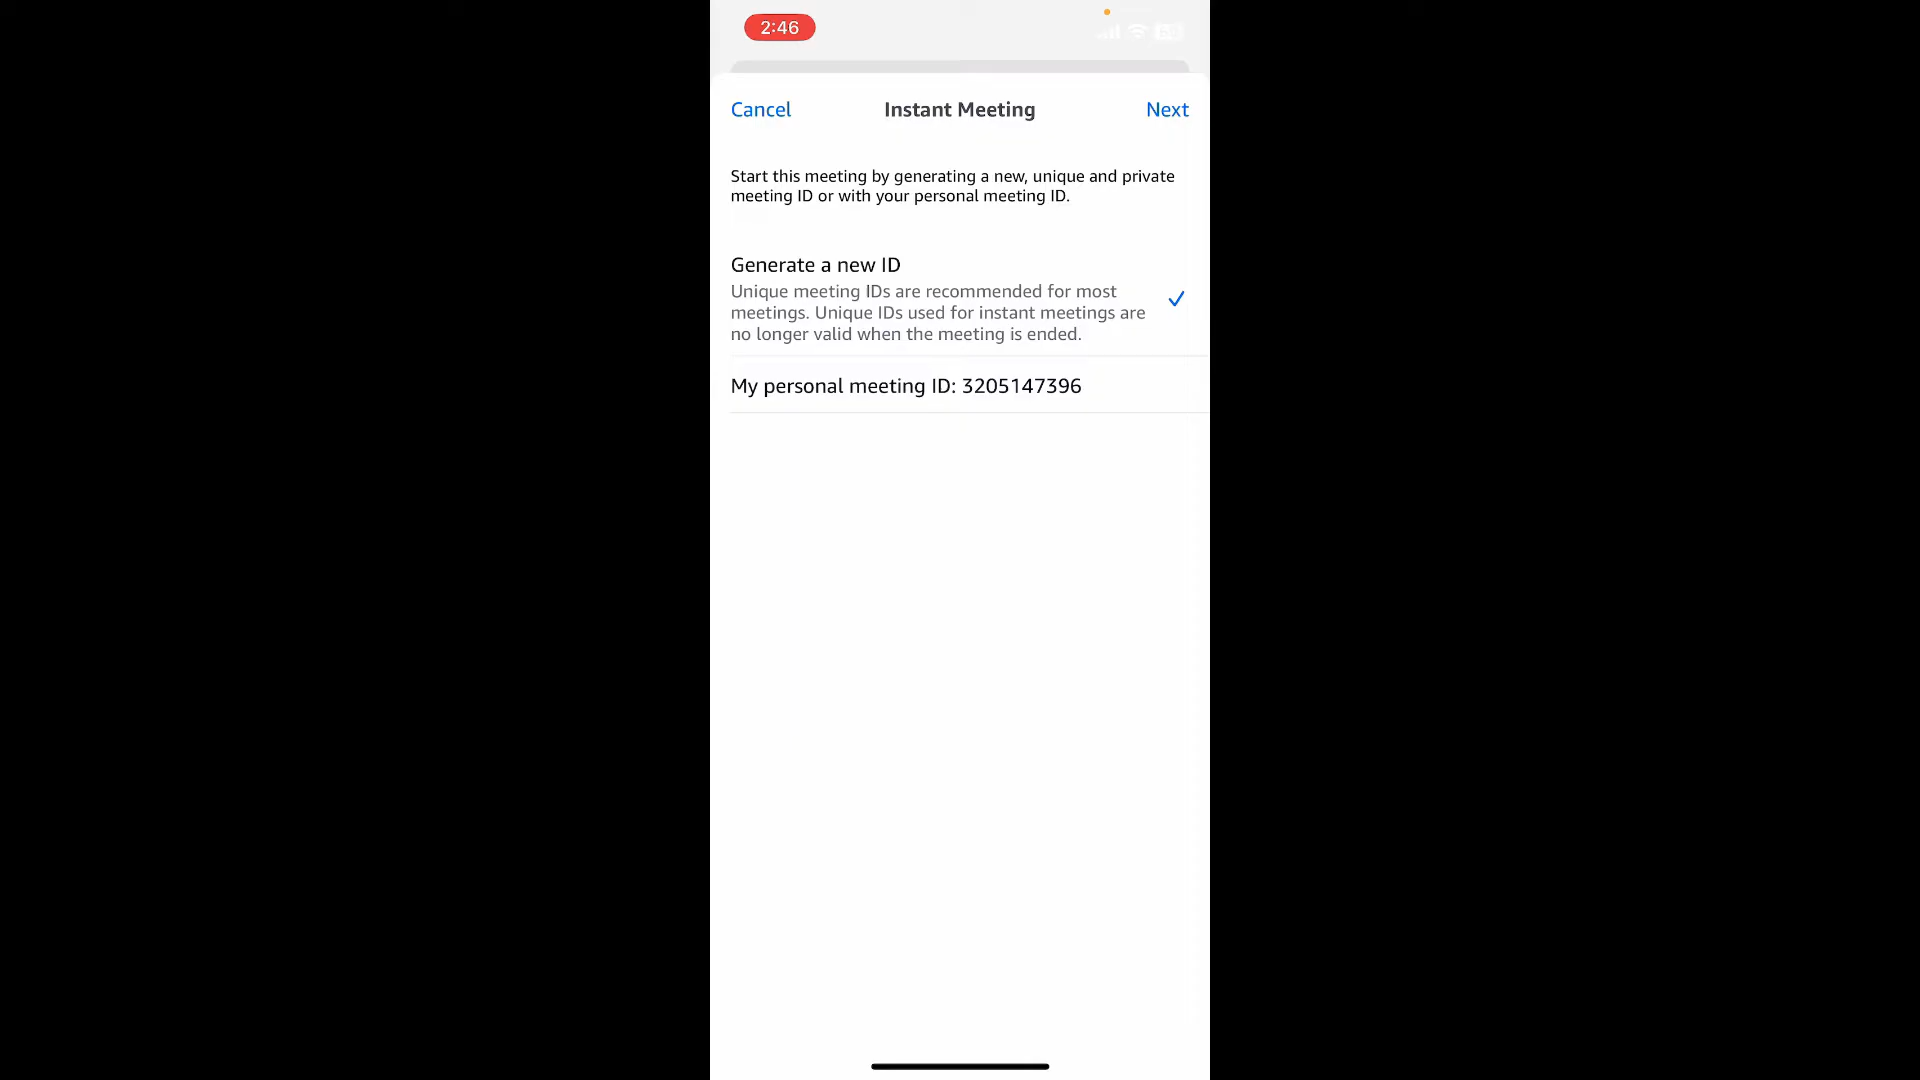 2:46
Cancel Instant Meeting Next
Start this meeting by generating a new, unique and private
meeting ID or with your personal meeting ID.
Generate a new ID
Unique meeting IDs are recommended for most
meetings. Unique IDs used for instant meetings are
no longer valid when the meeting is ended.
My personal meeting ID: 3205147396